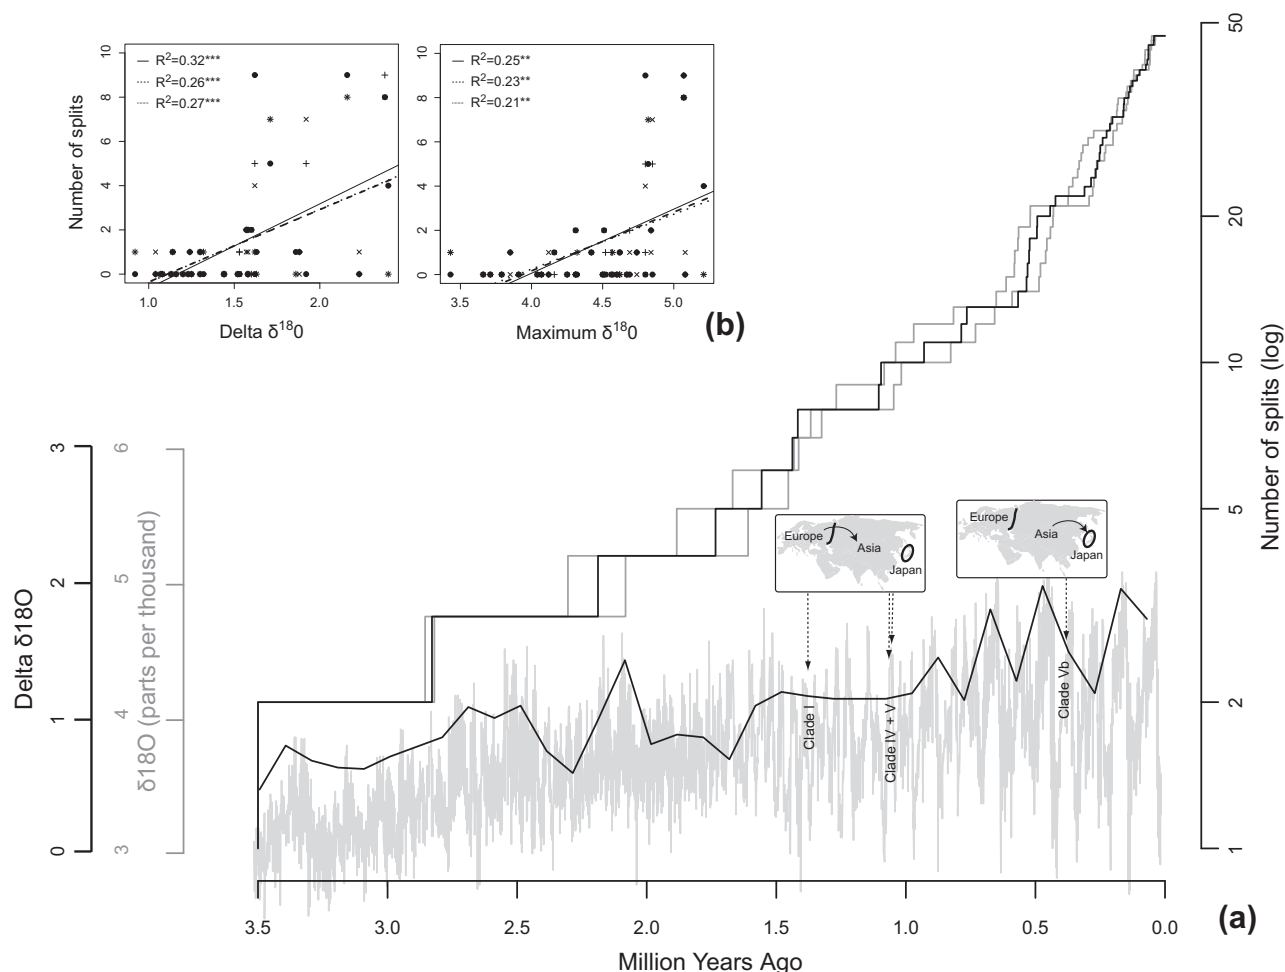 R²=0.32***
R²=0.26***
R²=0.27***
10
8
6
4
2
0
Number of splits
1.0 1.5 2.0
Delta δ¹⁸0
R²=0.25**
R²=0.23**
R²=0.21**
10
8
6
4
2
0
3.5 4.0 4.5 5.0
Maximum δ¹⁸0
(b)
50
20
10
5
2
1
Number of splits (log)
3
2
1
0
Delta δ18O
6
5
4
3
δ18O (parts per thousand)
Europe
Asia
Japan
Europe
Asia
Japan
Clade I
Clade IV + V
Clade Vb
3.5 3.0 2.5 2.0 1.5 1.0 0.5 0.0
Million Years Ago
(a)